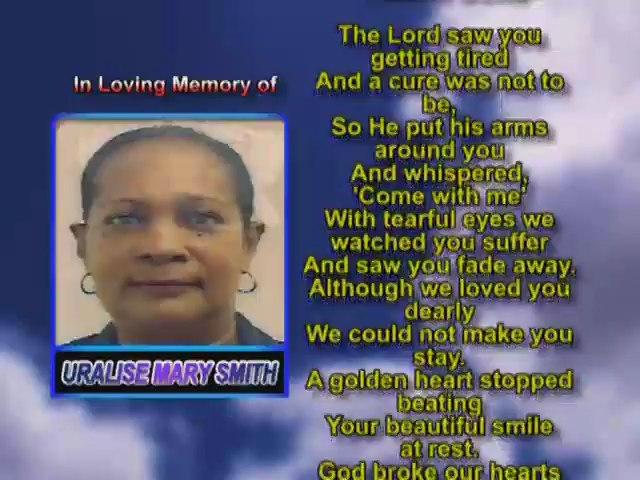 In Loving Memory of
URALISE MARY SMITH
The Lord saw you
getting tired
And a cure was not to
be,
So He put his arms
around you
And whispered,
'Come with me'
With tearful eyes we
watched you suffer
And saw you fade away.
Although we loved you
dearly
We could not make you
stay.
A golden heart stopped
beating
Your beautiful smile
at rest.
God broke our hearts